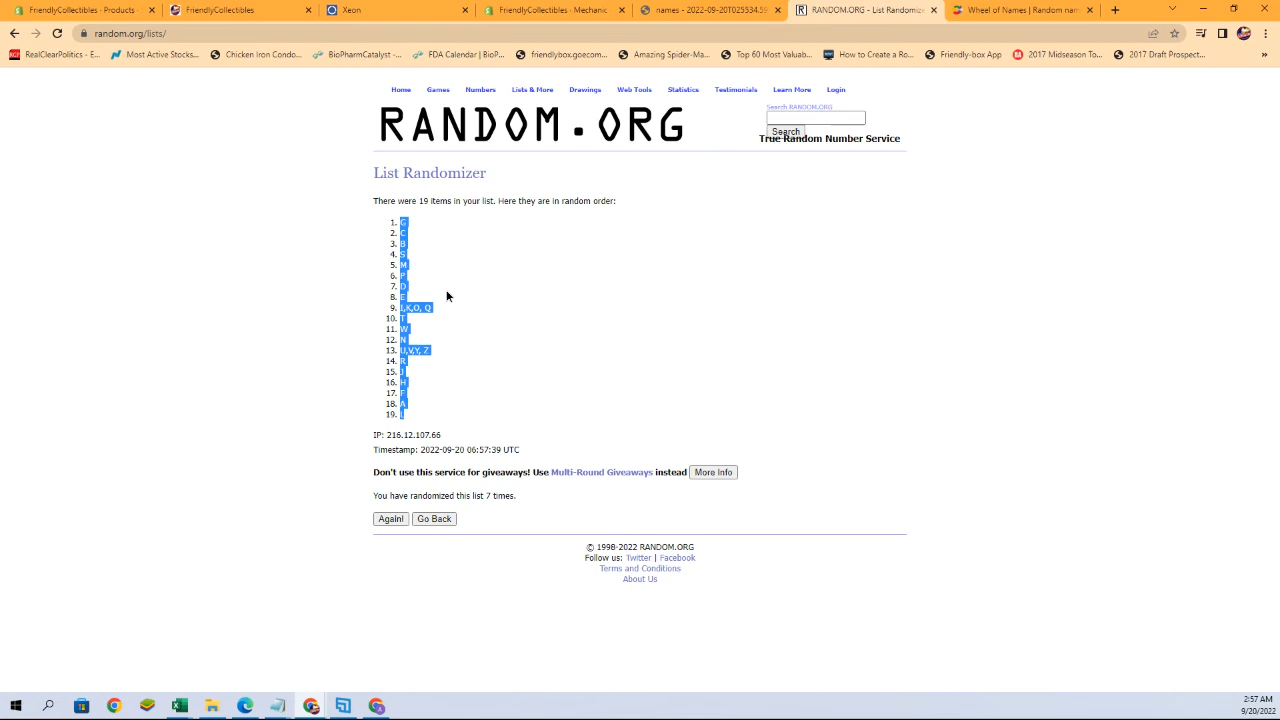 FriendlyCollectibles · Products ·
FriendlyCollectibles
Xeon
FriendlyCollectibles · Mechanic
names - 2022-09-20T025534.59
RANDOM.ORG - List Randomize
Wheel of Names | Random nam
random.org/lists/
RealClearPolitics - E...
Most Active Stocks...
Chicken Iron Condo...
BioPharmCatalyst -...
FDA Calendar | BioP...
friendlybox.goecom...
Amazing Spider-Ma...
Top 60 Most Valuab...
How to Create a Ro...
Friendly-box App
2017 Midseason To...
2017 Draft Prospect...
Home Games Numbers Lists & More Drawings Web Tools Statistics Testimonials Learn More Login
RANDOM.ORG
Search RANDOM.ORG
Search
True Random Number Service
List Randomizer
There were 19 items in your list. Here they are in random order:
1. G
2. C
3. B
4. S
5. M
6. P
7. D
8. E
9. I,K,O, Q
10. T
11. W
12. N
13. U,V,Y, Z
14. R
15. J
16. H
17. F
18. A
19. L
IP: 216.12.107.66
Timestamp: 2022-09-20 06:57:39 UTC
Don't use this service for giveaways! Use Multi-Round Giveaways instead More Info
You have randomized this list 7 times.
Again! Go Back
© 1998-2022 RANDOM.ORG
Follow us: Twitter | Facebook
Terms and Conditions
About Us
2:57 AM
9/20/2022